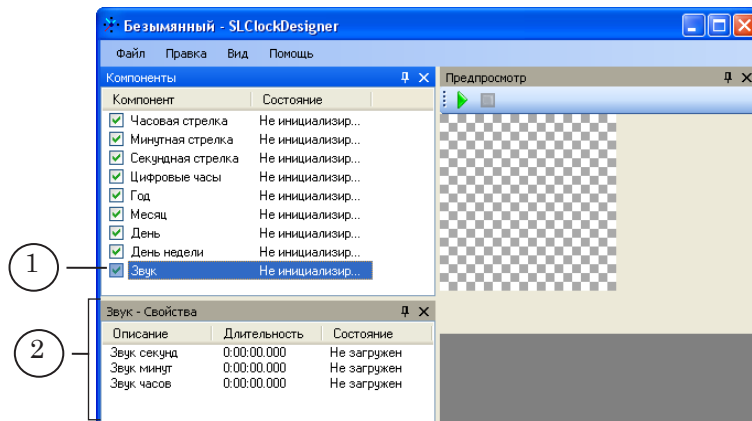 Безымянный - SLClockDesigner
Файл Правка Вид Помощь
Компоненты
Компонент Состояние
Часовая стрелка Не инициализир...
Минутная стрелка Не инициализир...
Секундная стрелка Не инициализир...
Цифровые часы Не инициализир...
Год Не инициализир...
Месяц Не инициализир...
День Не инициализир...
День недели Не инициализир...
1
Звук Не инициализир...
Звук - Свойства
Описание Длительность Состояние
2
Звук секунд 0:00:00.000 Не загружен
Звук минут 0:00:00.000 Не загружен
Звук часов 0:00:00.000 Не загружен
Предпросмотр